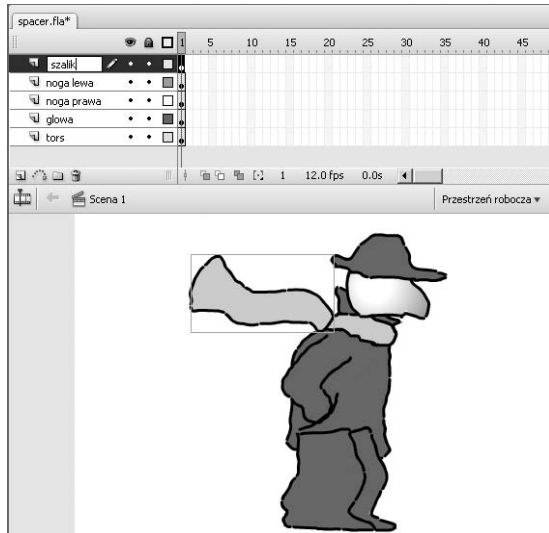 spacer.fla*
1 5 10 15 20 25 30 35 40 45
szalik
noga lewa
noga prawa
glowa
tors
1 12.0 fps 0.0s
Scena 1 Przestrzeń robocza